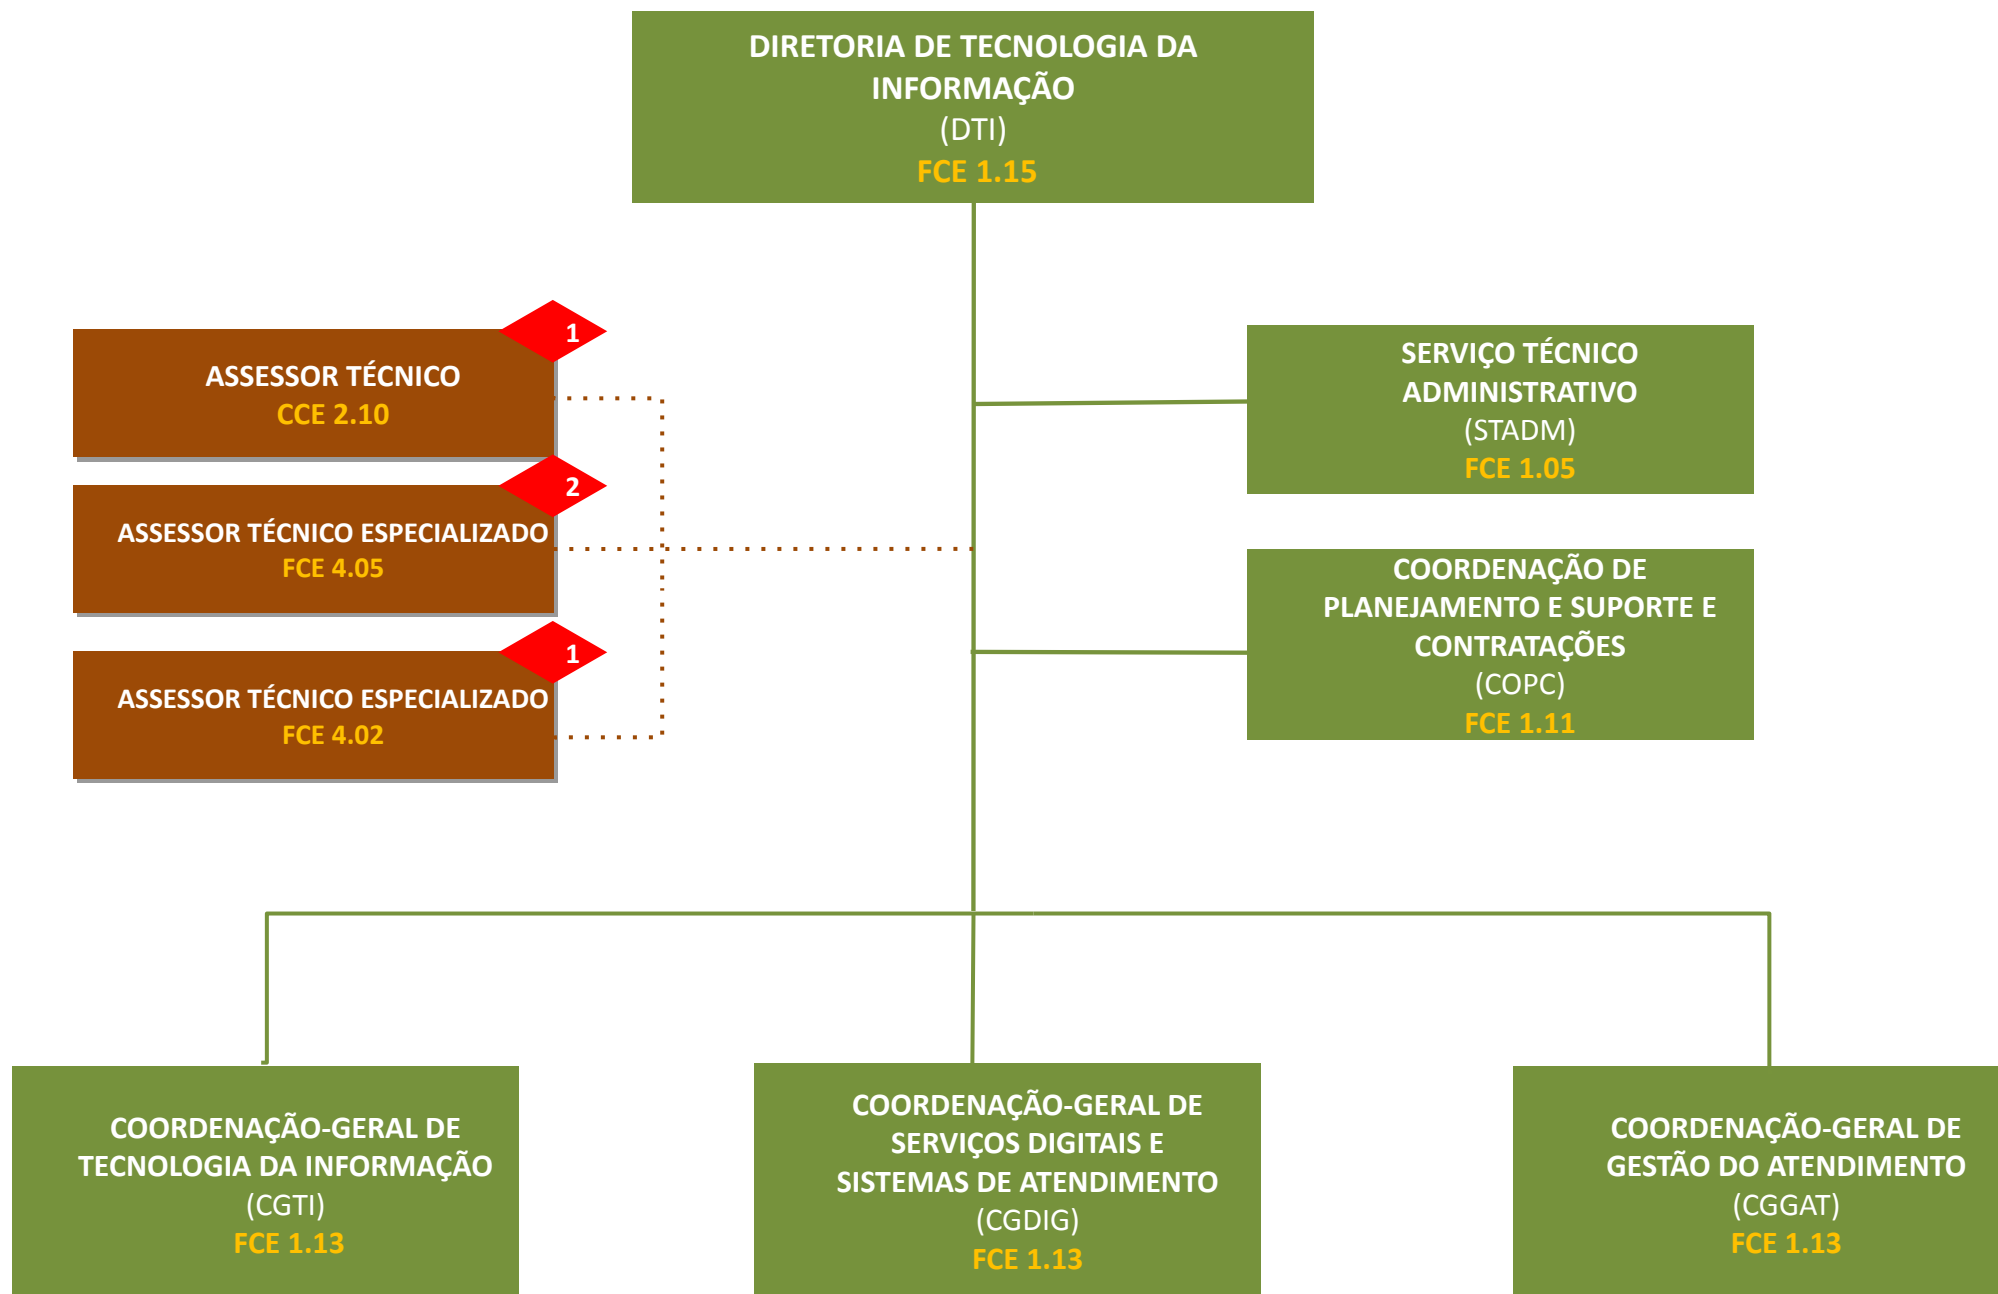 DIRETORIA DE TECNOLOGIA DA
INFORMAÇÃO
(DTI)
FCE 1.15
1
ASSESSOR TÉCNICO
CCE 2.10
2
ASSESSOR TÉCNICO ESPECIALIZADO
FCE 4.05
1
ASSESSOR TÉCNICO ESPECIALIZADO
FCE 4.02
SERVIÇO TÉCNICO
ADMINISTRATIVO
(STADM)
FCE 1.05
COORDENAÇÃO DE
PLANEJAMENTO E SUPORTE E
CONTRATAÇÕES
(COPC)
FCE 1.11
COORDENAÇÃO-GERAL DE
TECNOLOGIA DA INFORMAÇÃO
(CGTI)
FCE 1.13
COORDENAÇÃO-GERAL DE
SERVIÇOS DIGITAIS E
SISTEMAS DE ATENDIMENTO
(CGDIG)
FCE 1.13
COORDENAÇÃO-GERAL DE
GESTÃO DO ATENDIMENTO
(CGGAT)
FCE 1.13